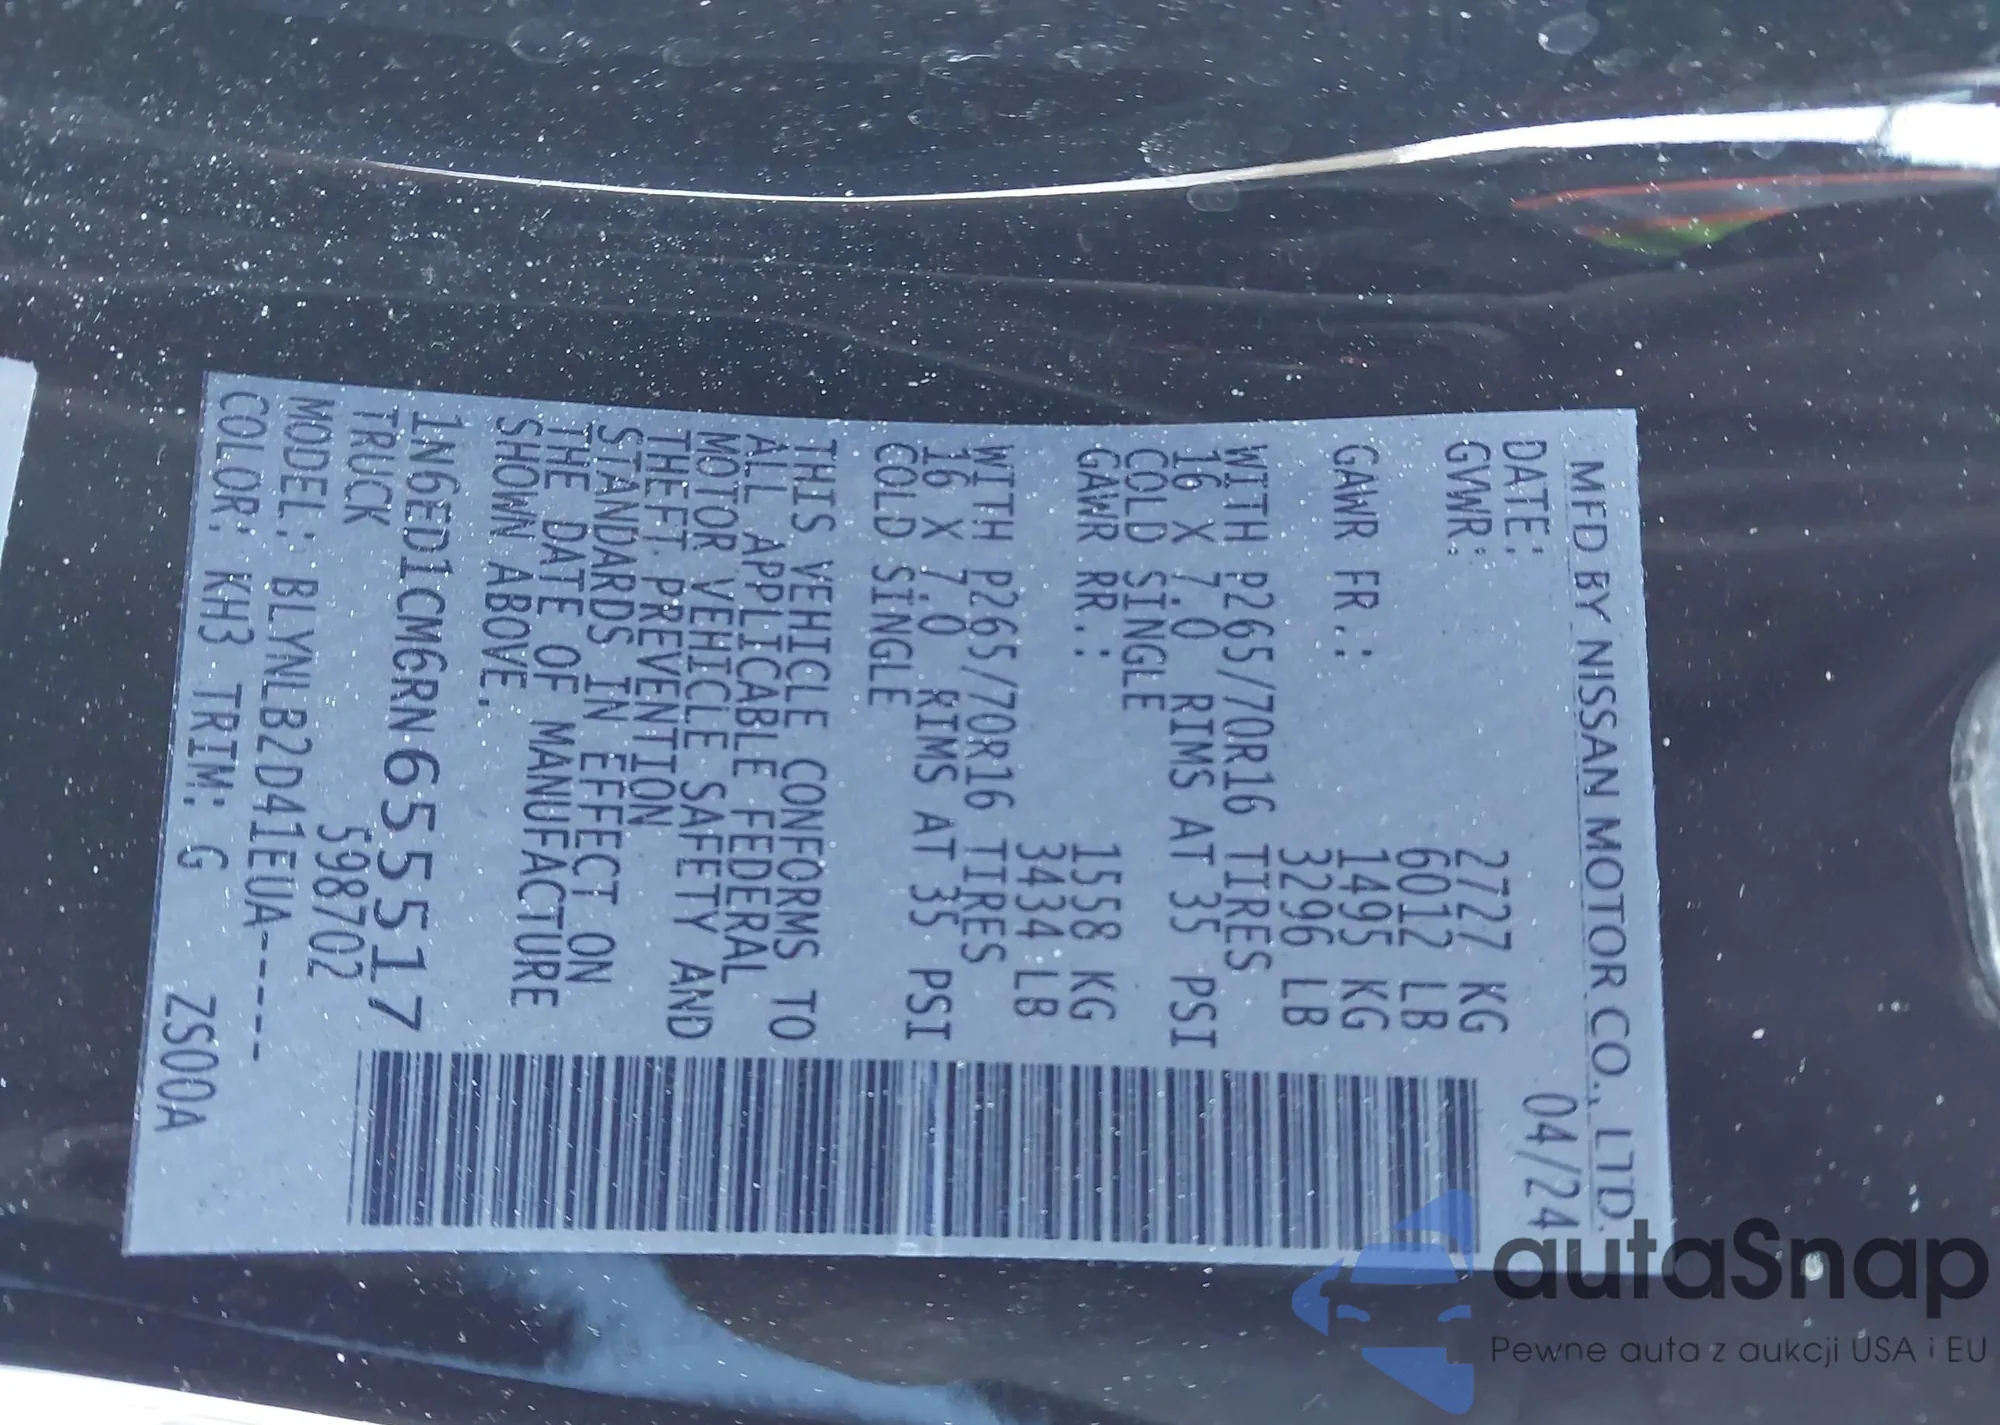 MFD BY NISSAN MOTOR CO., LTD.
DATE: 04/24
GVWR: 2727 KG
6012 LB
GAWR FR.: 1495 KG
3296 LB
WITH P265/70R16 TIRES
16 X 7.0 RIMS AT 35 PSI
COLD SINGLE
GAWR RR.: 1558 KG
3434 LB
WITH P265/70R16 TIRES
16 X 7.0 RIMS AT 35 PSI
COLD SINGLE
THIS VEHICLE CONFORMS TO
ALL APPLICABLE FEDERAL
MOTOR VEHICLE SAFETY AND
THEFT PREVENTION
STANDARDS IN EFFECT ON
THE DATE OF MANUFACTURE
SHOWN ABOVE.
1N6ED1CM6RN655517
TRUCK 598702
MODEL: BLYNLB2D41EUA-----
COLOR: KH3 TRIM: G ZS00A
autaSnap
Pewne auta z aukcji USA i EU